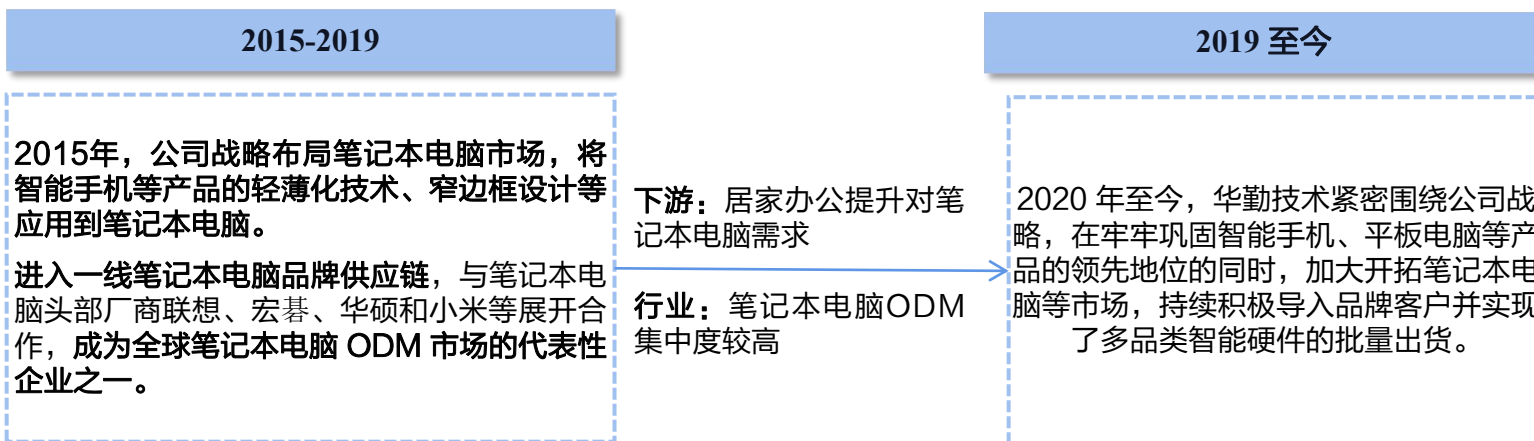 2015-2019
2015年，公司战略布局笔记本电脑市场，将
智能手机等产品的轻薄化技术、窄边框设计等
应用到笔记本电脑。
进入一线笔记本电脑品牌供应链，与笔记本电
脑头部厂商联想、宏碁、华硕和小米等展开合
作，成为全球笔记本电脑 ODM 市场的代表性
企业之一。
下游：居家办公提升对笔
记本电脑需求
行业：笔记本电脑ODM
集中度较高
2019 至今
2020 年至今，华勤技术紧密围绕公司战
略，在牢牢巩固智能手机、平板电脑等产
品的领先地位的同时，加大开拓笔记本电
脑等市场，持续积极导入品牌客户并实现
了多品类智能硬件的批量出货。